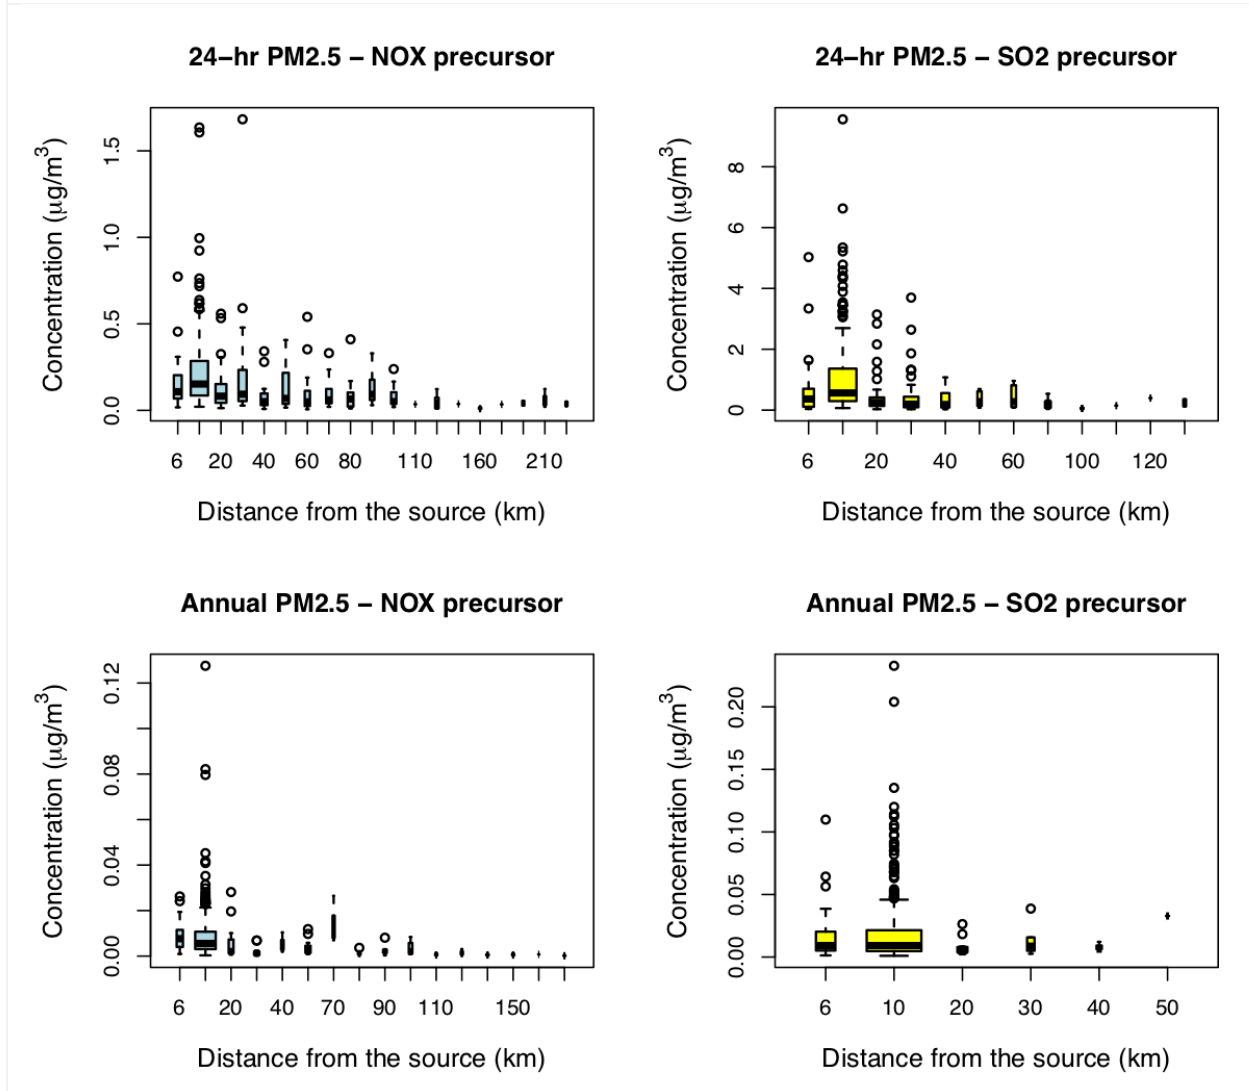 24−hr PM2.5 − NOX precursor
Concentration (μg/m³)
0.0 0.5 1.0 1.5
6 20 40 60 80 110 160 210
Distance from the source (km)
24−hr PM2.5 − SO2 precursor
Concentration (μg/m³)
0 2 4 6 8
6 20 40 60 100 120
Distance from the source (km)
Annual PM2.5 − NOX precursor
Concentration (μg/m³)
0.00 0.04 0.08 0.12
6 20 40 70 90 110 150
Distance from the source (km)
Annual PM2.5 − SO2 precursor
Concentration (μg/m³)
0.00 0.05 0.10 0.15 0.20
6 10 20 30 40 50
Distance from the source (km)